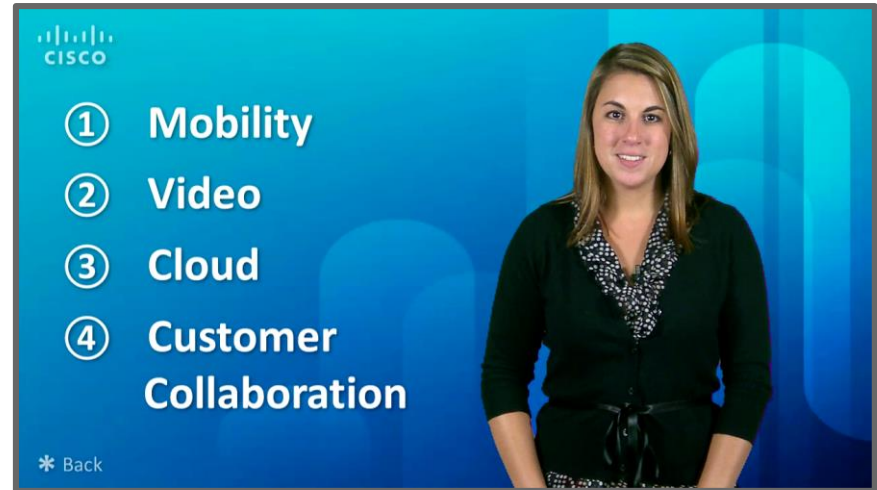 CISCO
① Mobility
② Video
③ Cloud
④ Customer
Collaboration
* Back